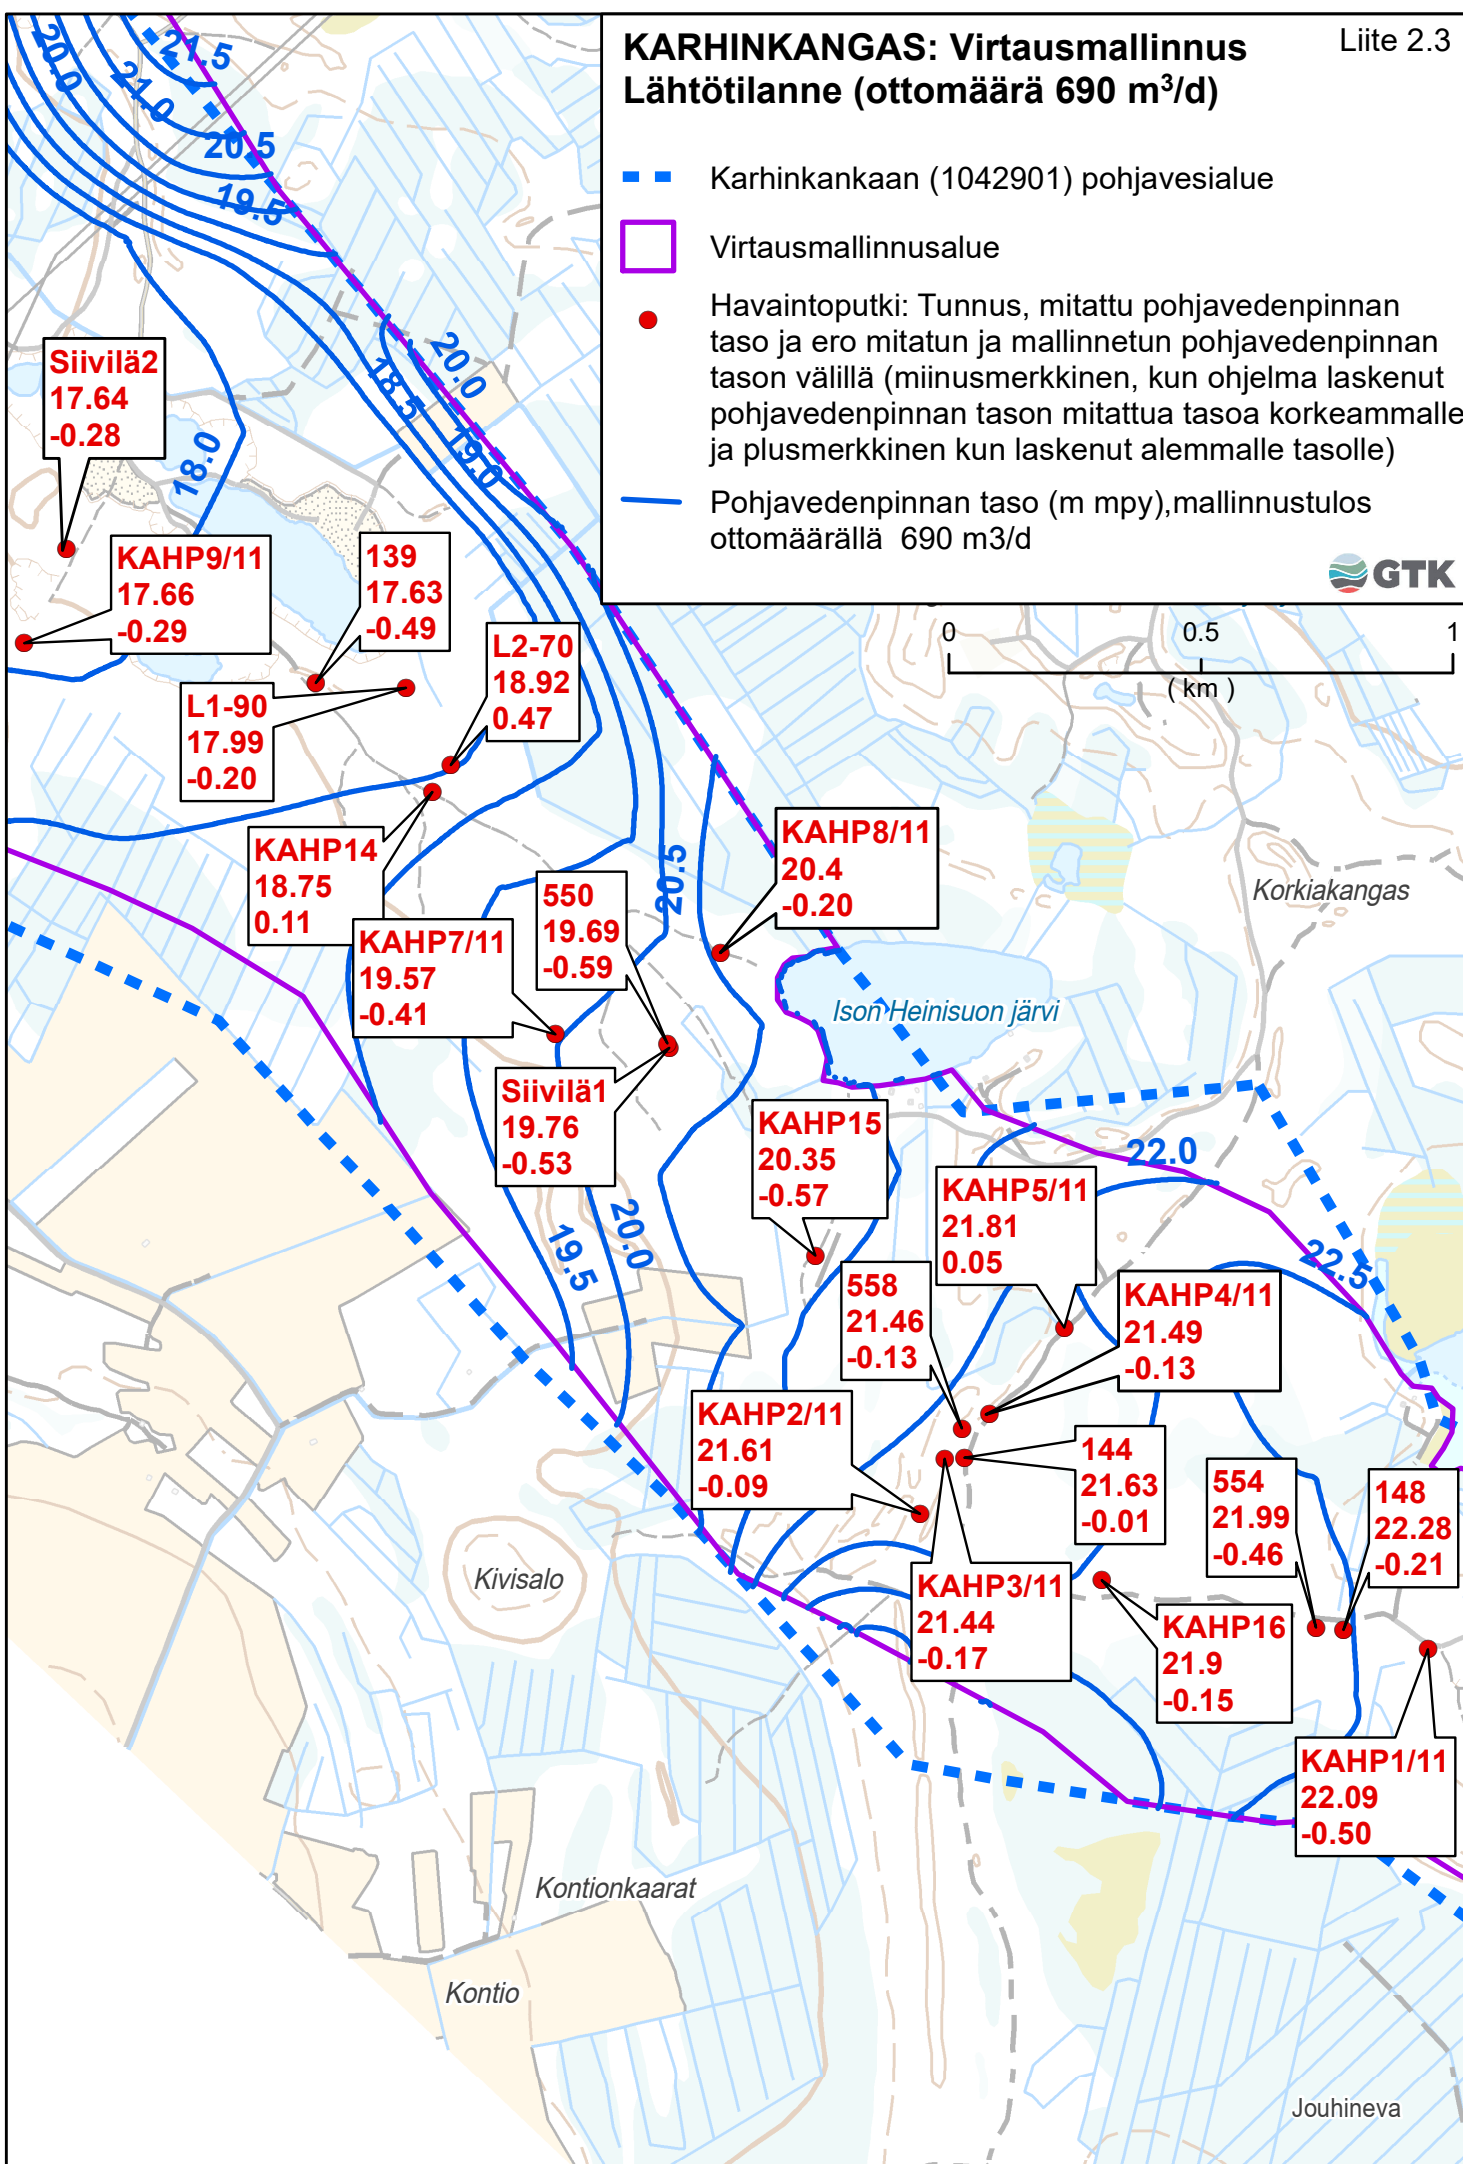 KARHINKANGAS: Virtausmallinnus
Lähtötilanne (ottomäärä 690 m³/d)
Liite 2.3
Karhinkankaan (1042901) pohjavesialue
Virtausmallinnusalue
Havaintoputki: Tunnus, mitattu pohjavedenpinnan
taso ja ero mitatun ja mallinnetun pohjavedenpinnan
tason välillä (miinusmerkkinen, kun ohjelma laskenut
pohjavedenpinnan tason mitattua tasoa korkeammalle
ja plusmerkkinen kun laskenut alemmalle tasolle)
Pohjavedenpinnan taso (m mpy),mallinnustulos
ottomäärällä 690 m3/d
GTK
0 0.5 1
( km )
20.0
21.5
21.0
20.5
19.5
20.0
18.5
19.0
18.0
Siivilä2
17.64
-0.28
KAHP9/11
17.66
-0.29
139
17.63
-0.49
L1-90
17.99
-0.20
L2-70
18.92
0.47
KAHP14
18.75
0.11
KAHP8/11
20.4
-0.20
20.5
550
19.69
-0.59
KAHP7/11
19.57
-0.41
Korkiakangas
Ison Heinisuon järvi
Siivilä1
19.76
-0.53
KAHP15
20.35
-0.57
22.0
KAHP5/11
21.81
0.05
19.5
20.0
22.5
558
21.46
-0.13
KAHP4/11
21.49
-0.13
KAHP2/11
21.61
-0.09
144
21.63
-0.01
554
21.99
-0.46
148
22.28
-0.21
Kivisalo
KAHP3/11
21.44
-0.17
KAHP16
21.9
-0.15
KAHP1/11
22.09
-0.50
Kontionkaarat
Kontio
Jouhineva